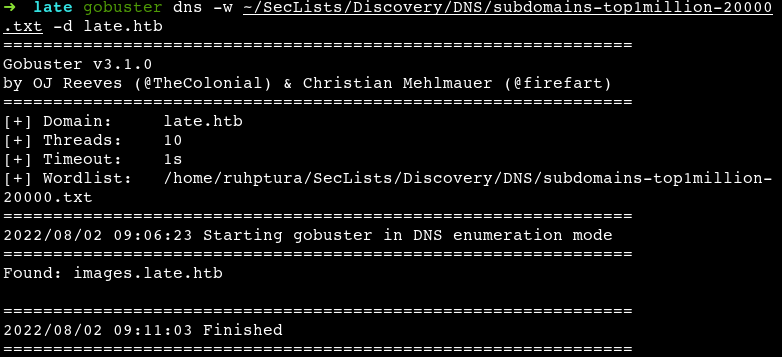 ➜ late gobuster dns -w ~/SecLists/Discovery/DNS/subdomains-top1million-20000
.txt -d late.htb
===============================================================
Gobuster v3.1.0
by OJ Reeves (@TheColonial) & Christian Mehlmauer (@firefart)
===============================================================
[+] Domain:     late.htb
[+] Threads:    10
[+] Timeout:    1s
[+] Wordlist:   /home/ruhptura/SecLists/Discovery/DNS/subdomains-top1million-
20000.txt
===============================================================
2022/08/02 09:06:23 Starting gobuster in DNS enumeration mode
===============================================================
Found: images.late.htb
===============================================================
2022/08/02 09:11:03 Finished
===============================================================